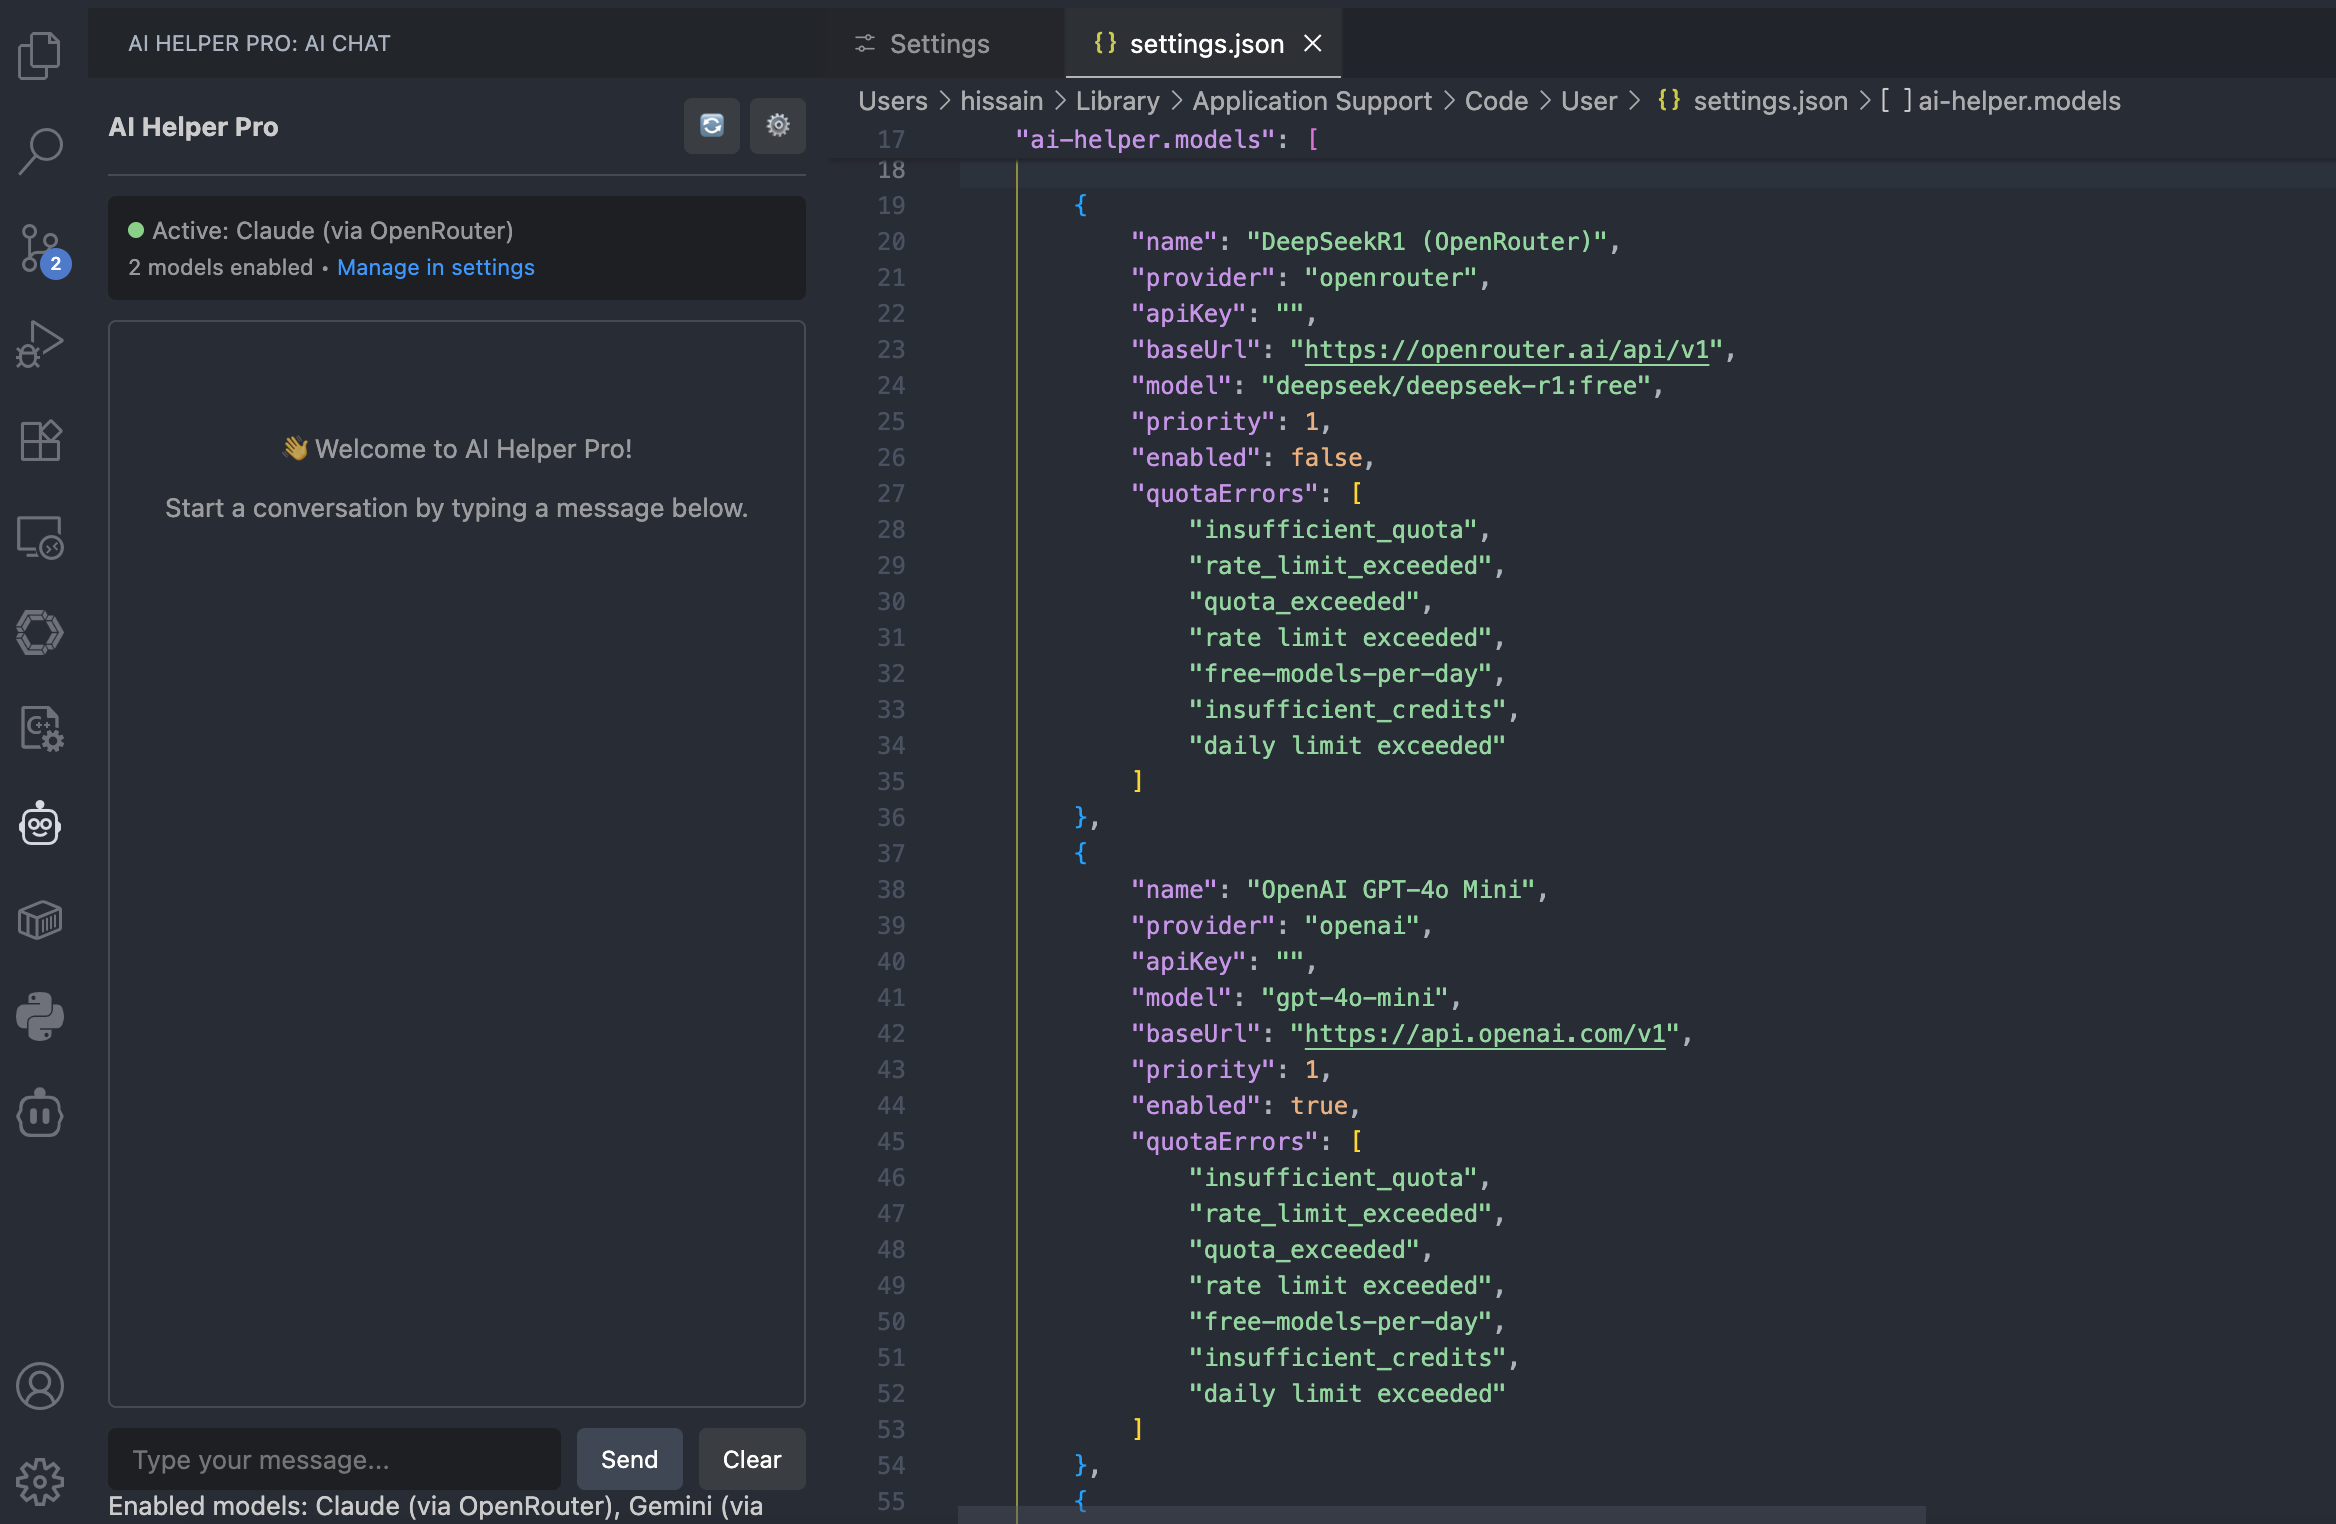 AI HELPER PRO: AI CHAT
AI Helper Pro
Active: Claude (via OpenRouter)
2 models enabled • Manage in settings
👋 Welcome to AI Helper Pro!
Start a conversation by typing a message below.
Type your message...
Send
Clear
Enabled models: Claude (via OpenRouter), Gemini (via
2
C++
Settings
{} settings.json
Users > hissain > Library > Application Support > Code > User > {} settings.json > [ ] ai-helper.models
17 "ai-helper.models": [
18
19 {
20 "name": "DeepSeekR1 (OpenRouter)",
21 "provider": "openrouter",
22 "apiKey": "",
23 "baseUrl": "https://openrouter.ai/api/v1",
24 "model": "deepseek/deepseek-r1:free",
25 "priority": 1,
26 "enabled": false,
27 "quotaErrors": [
28 "insufficient_quota",
29 "rate_limit_exceeded",
30 "quota_exceeded",
31 "rate limit exceeded",
32 "free-models-per-day",
33 "insufficient_credits",
34 "daily limit exceeded"
35 ]
36 },
37 {
38 "name": "OpenAI GPT-4o Mini",
39 "provider": "openai",
40 "apiKey": "",
41 "model": "gpt-4o-mini",
42 "baseUrl": "https://api.openai.com/v1",
43 "priority": 1,
44 "enabled": true,
45 "quotaErrors": [
46 "insufficient_quota",
47 "rate_limit_exceeded",
48 "quota_exceeded",
49 "rate limit exceeded",
50 "free-models-per-day",
51 "insufficient_credits",
52 "daily limit exceeded"
53 ]
54 },
55 {